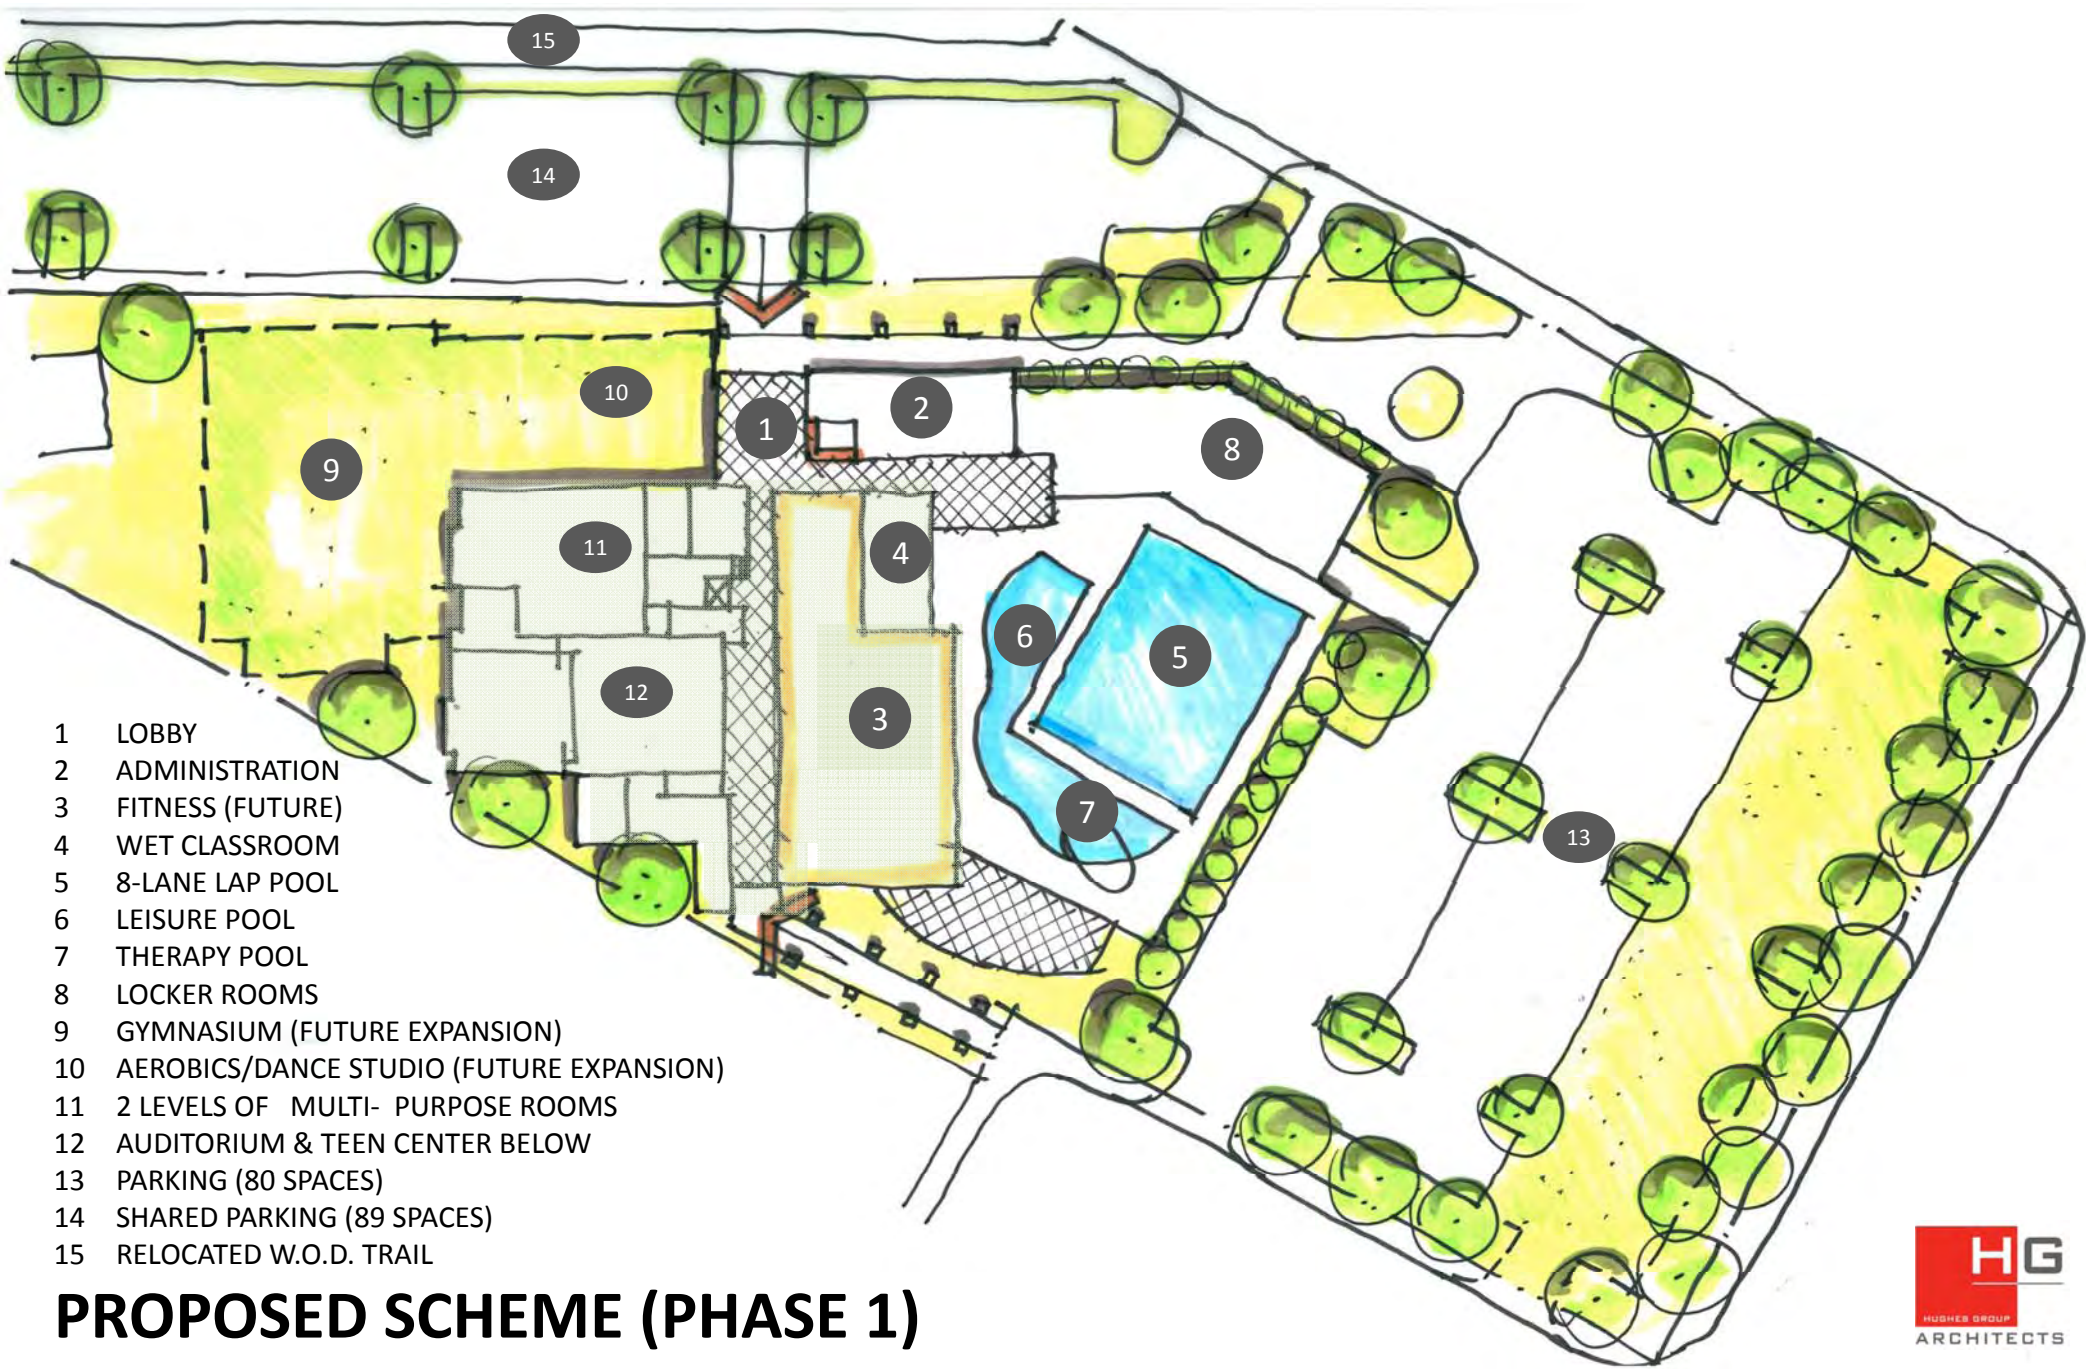 15
14
10
1
2
9
8
11
4
6
5
12
3
7
13
1 LOBBY
2 ADMINISTRATION
3 FITNESS (FUTURE)
4 WET CLASSROOM
5 8-LANE LAP POOL
6 LEISURE POOL
7 THERAPY POOL
8 LOCKER ROOMS
9 GYMNASIUM (FUTURE EXPANSION)
10 AEROBICS/DANCE STUDIO (FUTURE EXPANSION)
11 2 LEVELS OF MULTI- PURPOSE ROOMS
12 AUDITORIUM & TEEN CENTER BELOW
13 PARKING (80 SPACES)
14 SHARED PARKING (89 SPACES)
15 RELOCATED W.O.D. TRAIL
PROPOSED SCHEME (PHASE 1)
HG
HUGHES GROUP
ARCHITECTS